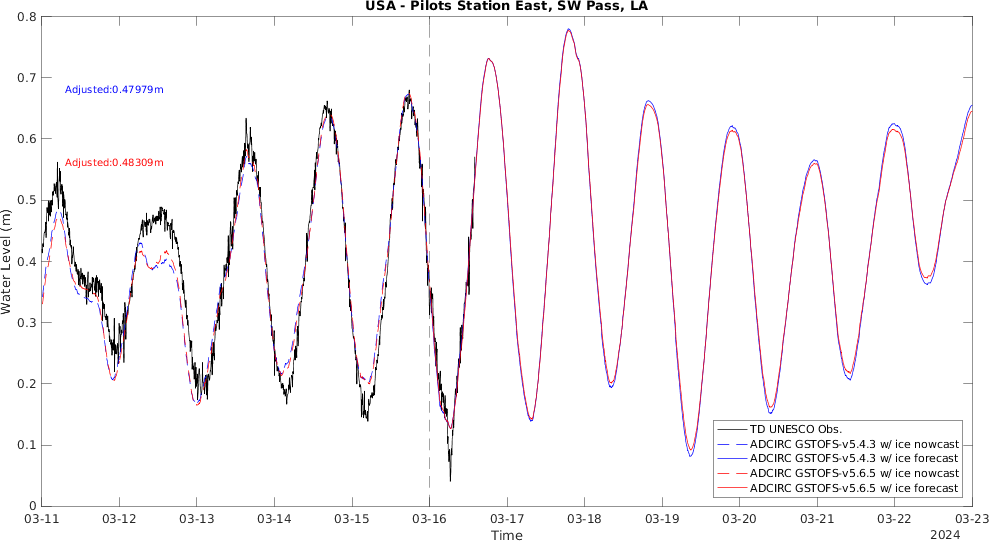 USA - Pilots Station East, SW Pass, LA
0.8
0.7
0.6
0.5
0.4
0.3
0.2
0.1
0
Water Level (m)
Adjusted:0.47979m
Adjusted:0.48309m
TD UNESCO Obs.
ADCIRC GSTOFS-v5.4.3 w/ ice nowcast
ADCIRC GSTOFS-v5.4.3 w/ ice forecast
ADCIRC GSTOFS-v5.6.5 w/ ice nowcast
ADCIRC GSTOFS-v5.6.5 w/ ice forecast
03-11 03-12 03-13 03-14 03-15 03-16 03-17 03-18 03-19 03-20 03-21 03-22 03-23
Time
2024